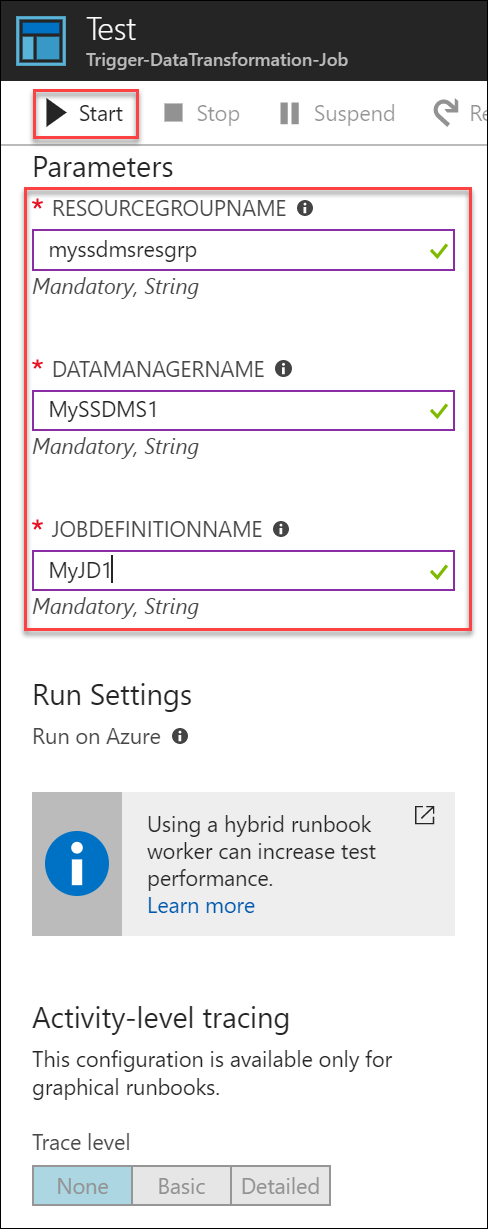 Test
Trigger-DataTransformation-Job
Start Stop Suspend Re
Parameters
* RESOURCEGROUPNAME
myssdmsresgrp
Mandatory, String
* DATAMANAGERNAME
MySSDMS1
Mandatory, String
* JOBDEFINITIONNAME
MyJD1
Mandatory, String
Run Settings
Run on Azure
Using a hybrid runbook
worker can increase test
performance.
Learn more
Activity-level tracing
This configuration is available only for
graphical runbooks.
Trace level
None Basic Detailed